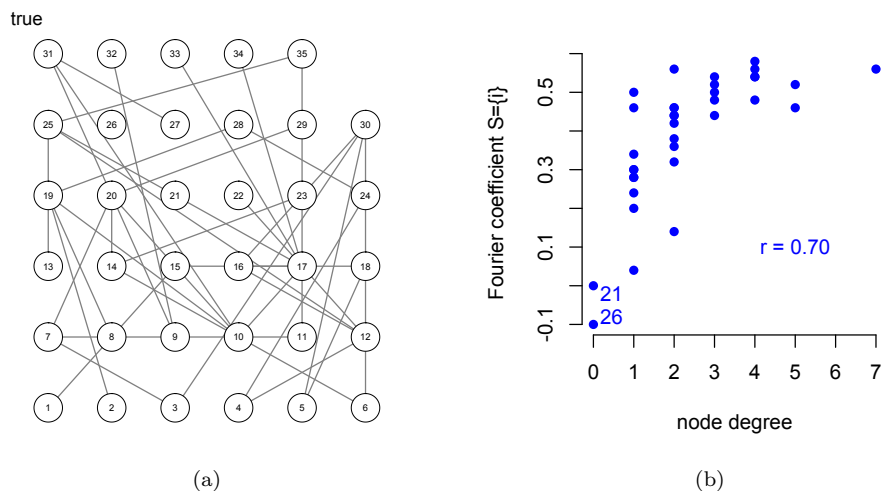 true
31 32 33 34 35
25 26 27 28 29 30
19 20 21 22 23 24
13 14 15 16 17 18
7 8 9 10 11 12
1 2 3 4 5 6
(a)
Fourier coefficient S={i}
0.5
0.3
0.1
-0.1
r = 0.70
21
26
0 1 2 3 4 5 6 7
node degree
(b)